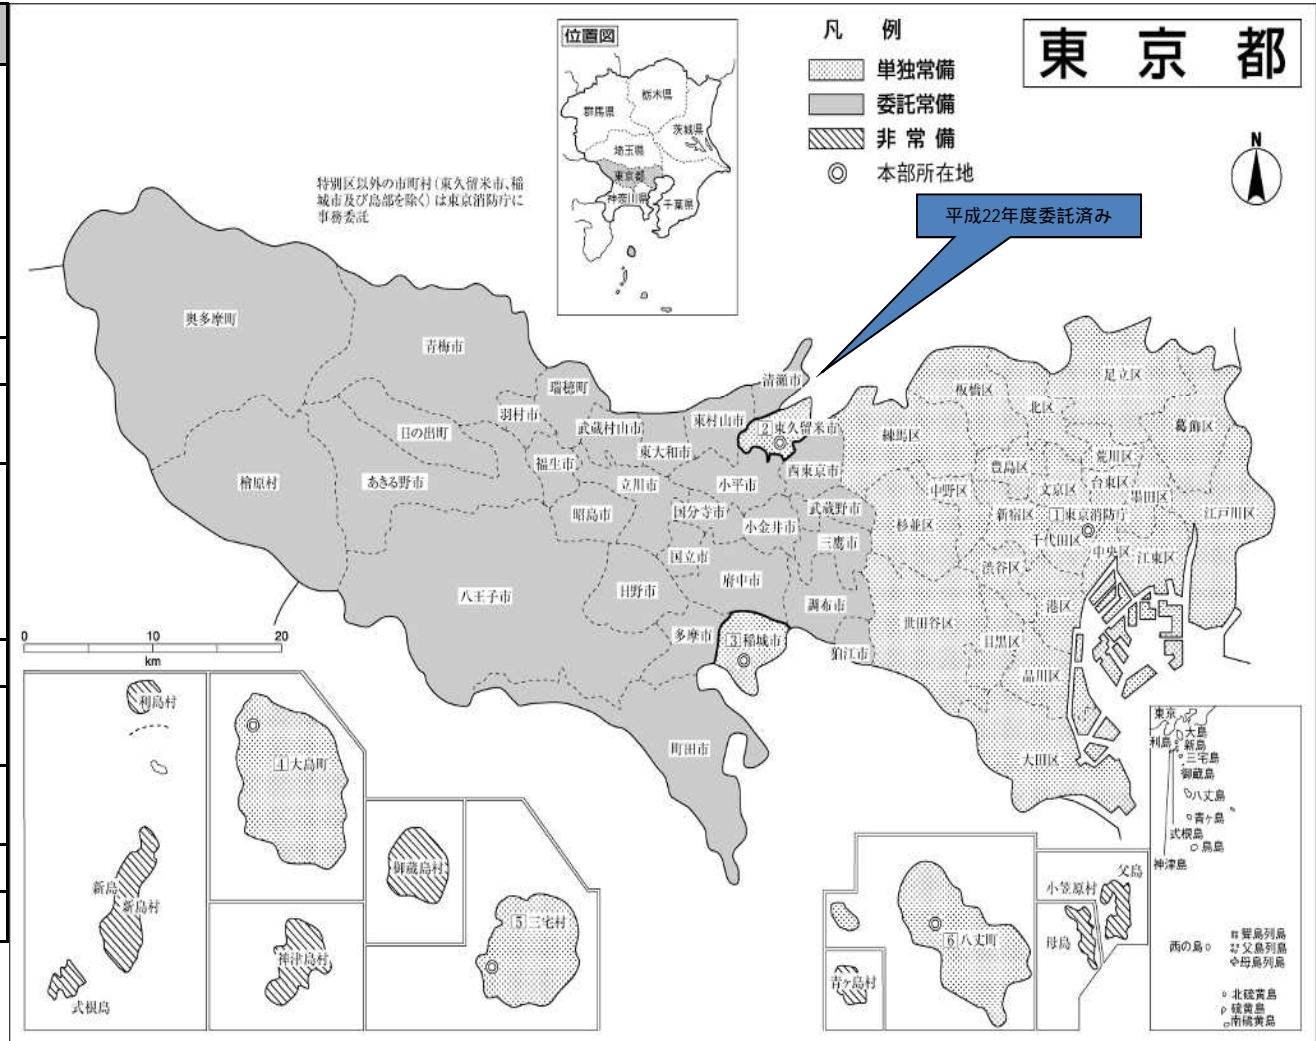 東京都
凡 例
単独常備
委託常備
非常備
本部所在地
N
位置図
栃木県
群馬県
茨城県
埼玉県
東京都
神奈川県
千葉県
特別区以外の市町村(東久留米市、稲
城市及び島部を除く)は東京消防庁に
事務委託
平成22年度委託済み
奥多摩町
青梅市
瑞穂町
羽村市
武蔵村山市
日の出町
檜原村
あきる野市
福生市
東大和市
東村山市
清瀬市
2 東久留米市
西東京市
立川市
小平市
昭島市
国分寺市
小金井市
武蔵野市
三鷹市
国立市
府中市
八王子市
日野市
調布市
多摩市
3 稲城市
狛江市
町田市
板橋区
足立区
北区
練馬区
葛飾区
荒川区
豊島区
台東区
中野区
文京区
墨田区
杉並区
新宿区
1 東京消防庁
江戸川区
千代田区
中央区
江東区
渋谷区
港区
世田谷区
目黒区
品川区
大田区
0 10 20
km
利島村
4 大島町
新島
新島村
式根島
神津島村
御蔵島村
5 三宅村
6 八丈町
青ヶ島村
小笠原村
父島
母島
東京
大島
利島
新島
三宅島
御蔵島
八丈島
青ヶ島
式根島
鳥島
神津島
聟島列島
西の島
父島列島
母島列島
北硫黄島
硫黄島
南硫黄島